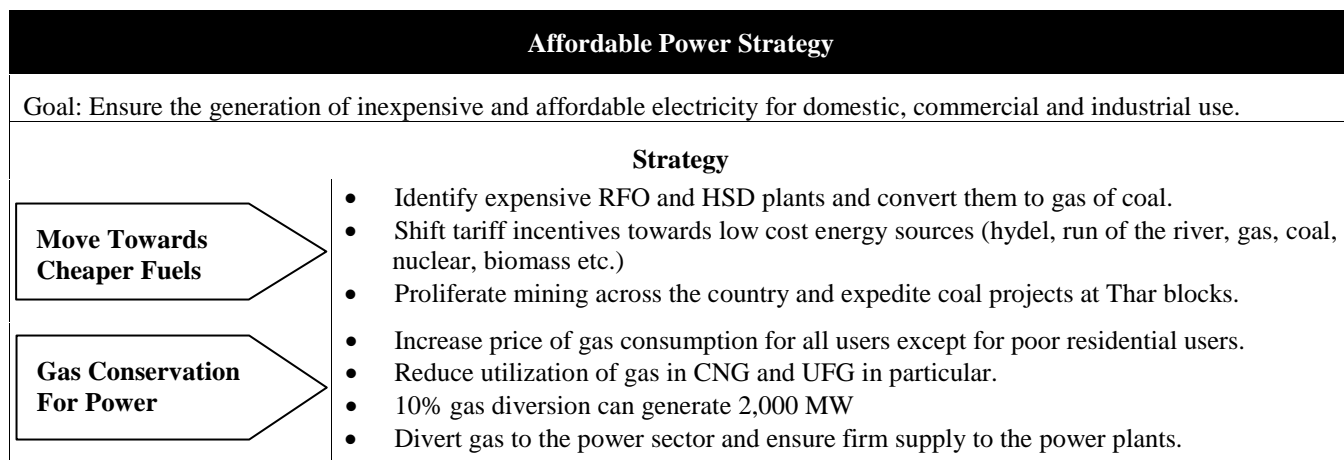 Affordable Power Strategy
Goal: Ensure the generation of inexpensive and affordable electricity for domestic, commercial and industrial use.
Strategy
Move Towards
Cheaper Fuels
• Identify expensive RFO and HSD plants and convert them to gas of coal.
• Shift tariff incentives towards low cost energy sources (hydel, run of the river, gas, coal,
nuclear, biomass etc.)
• Proliferate mining across the country and expedite coal projects at Thar blocks.
Gas Conservation
For Power
• Increase price of gas consumption for all users except for poor residential users.
• Reduce utilization of gas in CNG and UFG in particular.
• 10% gas diversion can generate 2,000 MW
• Divert gas to the power sector and ensure firm supply to the power plants.